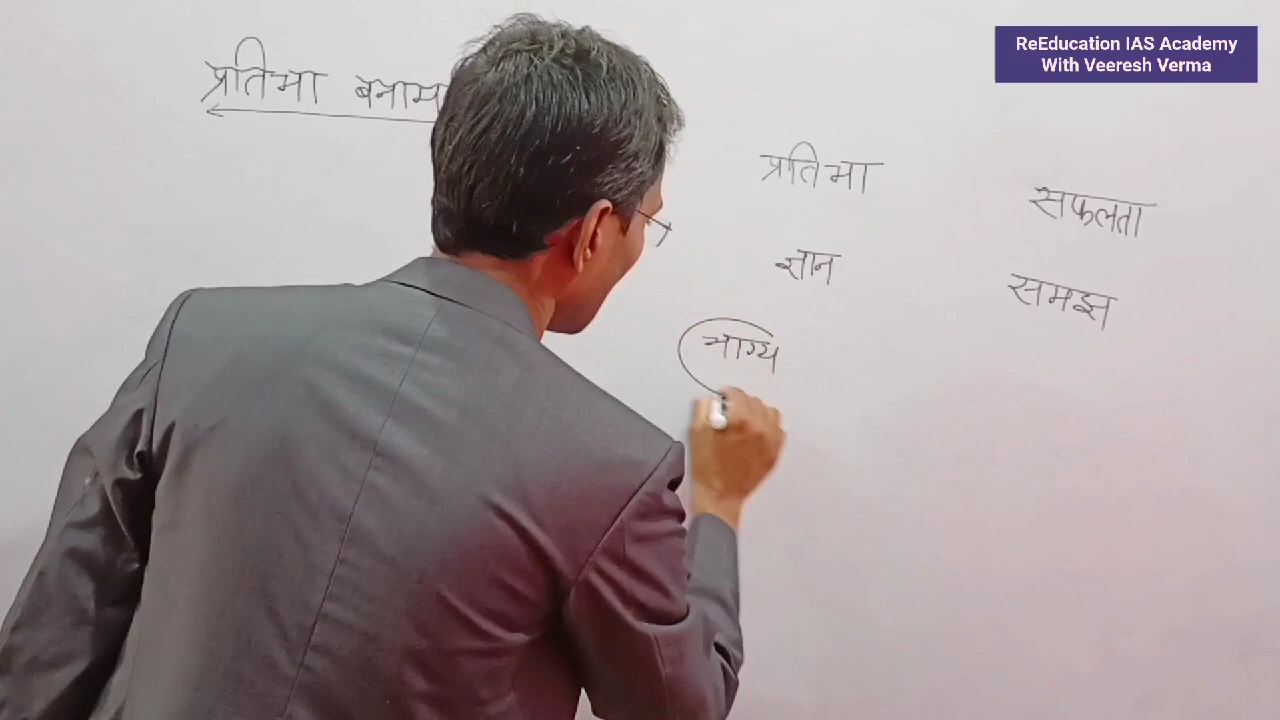 ReEducation IAS Academy
With Veeresh Verma
प्रतिभा बनाम
प्रतिभा
सफलता
ज्ञान
समझ
भाग्य